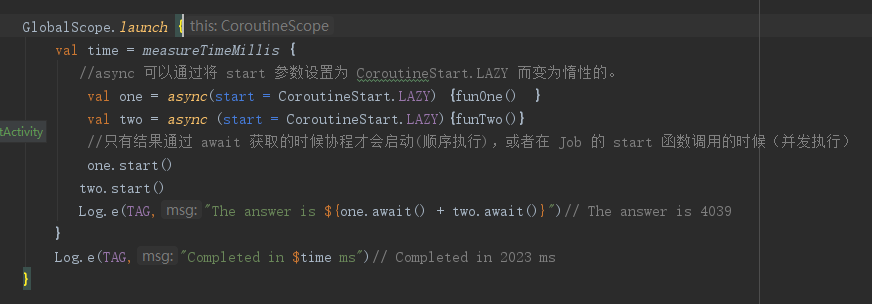 GlobalScope.launch { this: CoroutineScope
val time = measureTimeMillis {
//async 可以通过将 start 参数设置为 CoroutineStart.LAZY 而变为惰性的。
val one = async(start = CoroutineStart.LAZY) {funOne() }
val two = async (start = CoroutineStart.LAZY){funTwo()}
tActivity
//只有结果通过 await 获取的时候协程才会启动(顺序执行)，或者在 Job 的 start 函数调用的时候（并发执行）
one.start()
two.start()
Log.e(TAG, msg: "The answer is ${one.await() + two.await()}")// The answer is 4039
}
Log.e(TAG, msg: "Completed in $time ms")// Completed in 2023 ms
}